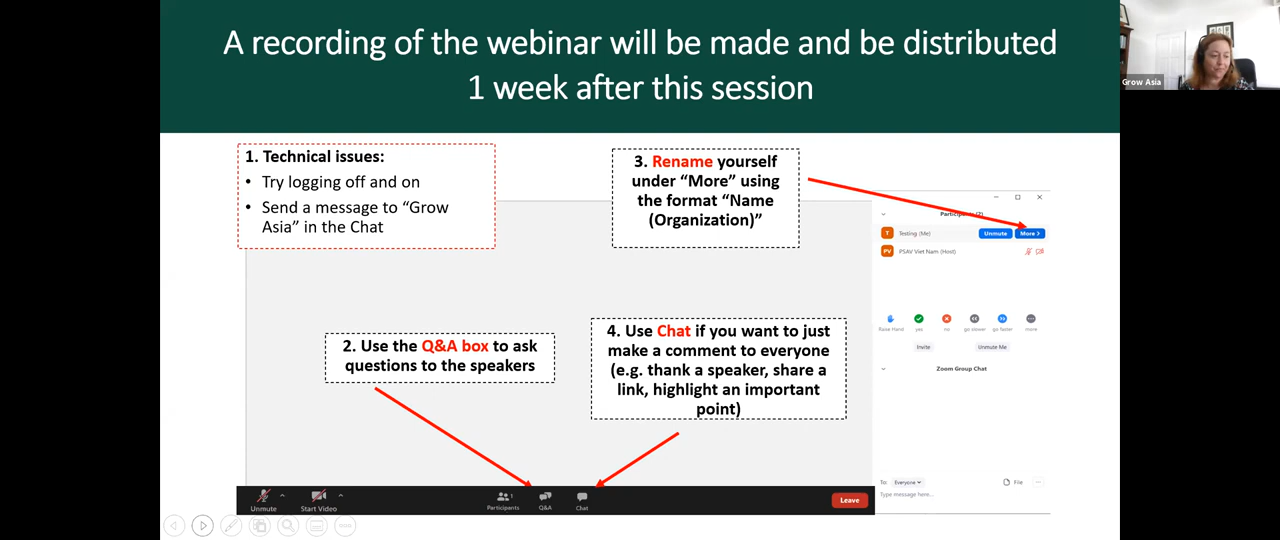 A recording of the webinar will be made and be distributed
1 week after this session
Grow Asia
1. Technical issues:
• Try logging off and on
• Send a message to “Grow
Asia” in the Chat
3. Rename yourself
under “More” using
the format “Name
(Organization)”
Participants (2)
T Testing (Me) Unmute More >
PV PSAV Viet Nam (Host)
Raise Hand yes no go slower go faster more
Invite Unmute Me
Zoom Group Chat
2. Use the Q&A box to ask
questions to the speakers
4. Use Chat if you want to just
make a comment to everyone
(e.g. thank a speaker, share a
link, highlight an important
point)
To: Everyone File
Type message here...
Unmute Start Video Participants 1 Q&A Chat Leave